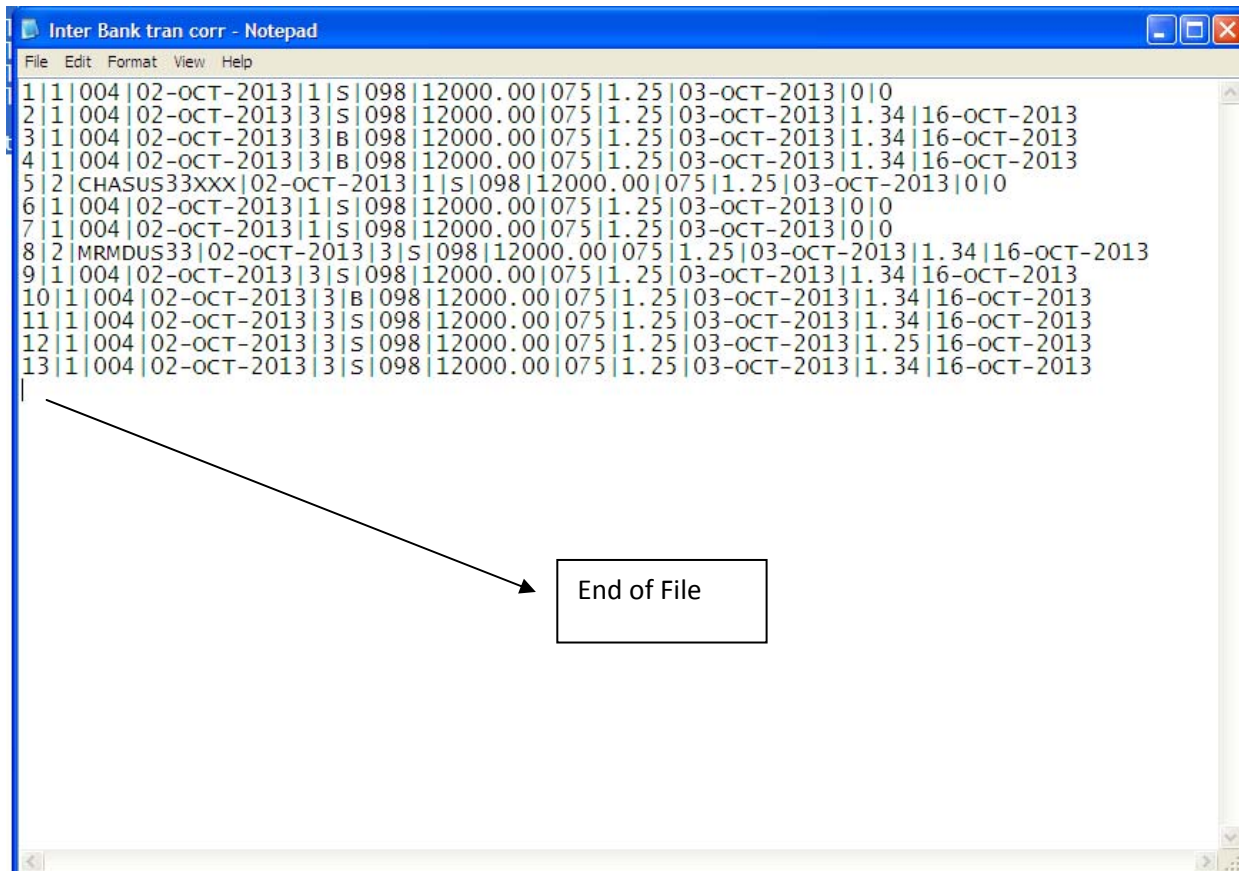 Inter Bank tran corr - Notepad
File Edit Format View Help
1|1|004|02-OCT-2013|1|S|098|12000.00|075|1.25|03-OCT-2013|0|0
2|1|004|02-OCT-2013|3|S|098|12000.00|075|1.25|03-OCT-2013|1.34|16-OCT-2013
3|1|004|02-OCT-2013|3|B|098|12000.00|075|1.25|03-OCT-2013|1.34|16-OCT-2013
4|1|004|02-OCT-2013|3|B|098|12000.00|075|1.25|03-OCT-2013|1.34|16-OCT-2013
5|2|CHASUS33XXX|02-OCT-2013|1|S|098|12000.00|075|1.25|03-OCT-2013|0|0
6|1|004|02-OCT-2013|1|S|098|12000.00|075|1.25|03-OCT-2013|0|0
7|1|004|02-OCT-2013|1|S|098|12000.00|075|1.25|03-OCT-2013|0|0
8|2|MRMDUS33|02-OCT-2013|3|S|098|12000.00|075|1.25|03-OCT-2013|1.34|16-OCT-2013
9|1|004|02-OCT-2013|3|S|098|12000.00|075|1.25|03-OCT-2013|1.34|16-OCT-2013
10|1|004|02-OCT-2013|3|B|098|12000.00|075|1.25|03-OCT-2013|1.34|16-OCT-2013
11|1|004|02-OCT-2013|3|S|098|12000.00|075|1.25|03-OCT-2013|1.34|16-OCT-2013
12|1|004|02-OCT-2013|3|S|098|12000.00|075|1.25|03-OCT-2013|1.25|16-OCT-2013
13|1|004|02-OCT-2013|3|S|098|12000.00|075|1.25|03-OCT-2013|1.34|16-OCT-2013
End of File